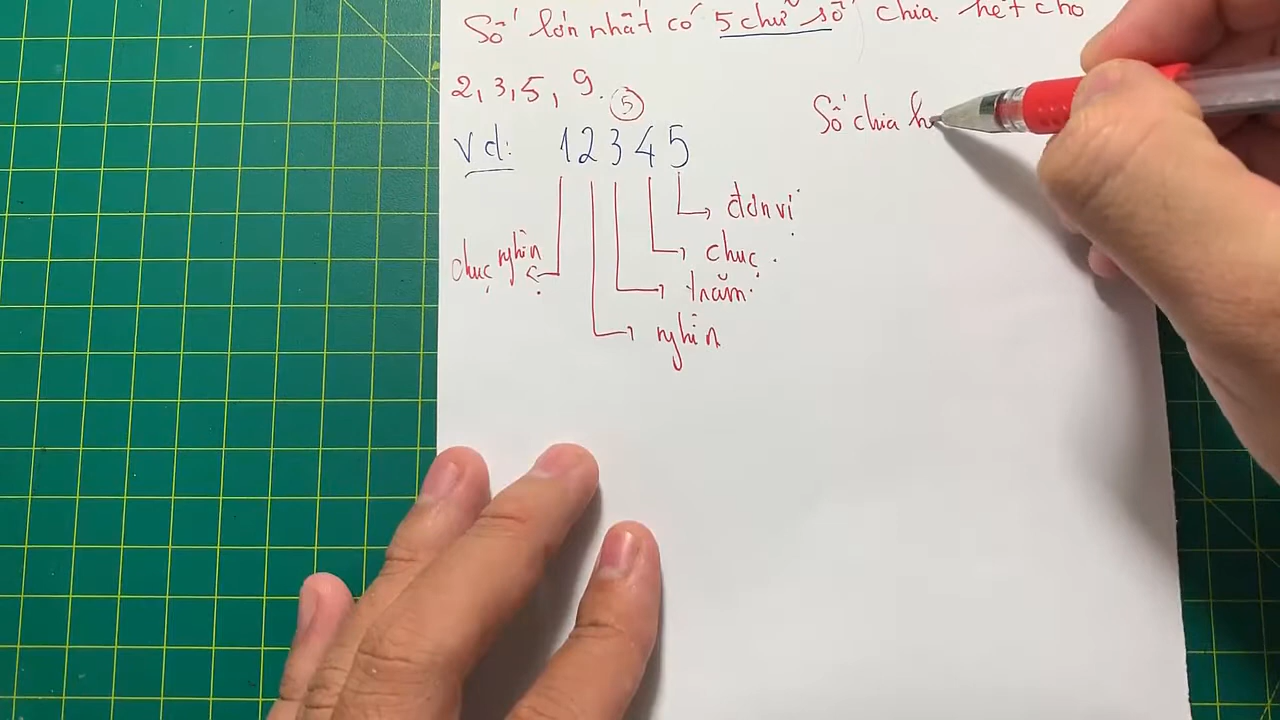 Số lớn nhất có 5 chữ số chia hết cho
2, 3, 5, 9.
5
Vd: 12345
Số chia h
đơn vị
chục
trăm
nghìn
chục nghìn